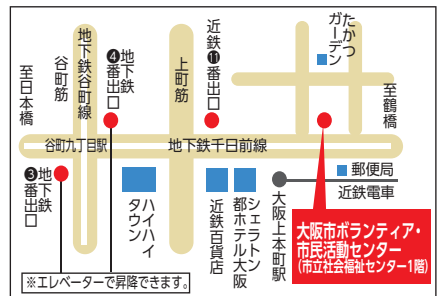 至日本橋
谷町筋
地下鉄谷町線
地下鉄
❹番出口
上町筋
近鉄
⓫番出口
たかつ
ガーデン
至鶴橋
谷町九丁目駅
地下鉄千日前線
地下鉄
❸番出口
ハイハイ
タウン
近鉄百貨店
シェラトン
都ホテル大阪
大阪上本町駅
郵便局
近鉄電車
大阪市ボランティア・
市民活動センター
（市立社会福祉センター1階）
※エレベーターで昇降できます。